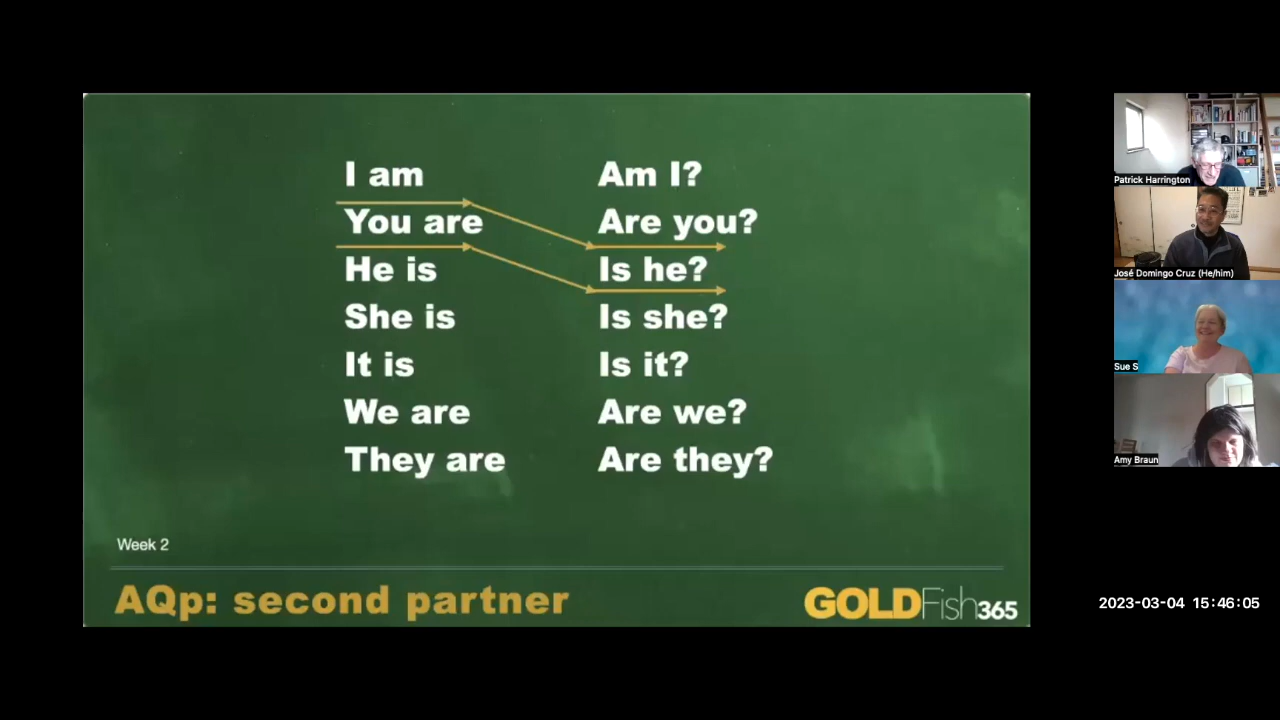 I am
Am I?
You are
Are you?
He is
Is he?
She is
Is she?
It is
Is it?
We are
Are we?
They are
Are they?
Week 2
AQp: second partner
GOLDFish365
Patrick Harrington
José Domingo Cruz (He/him)
Sue S
Amy Braun
2023-03-04 15:46:05